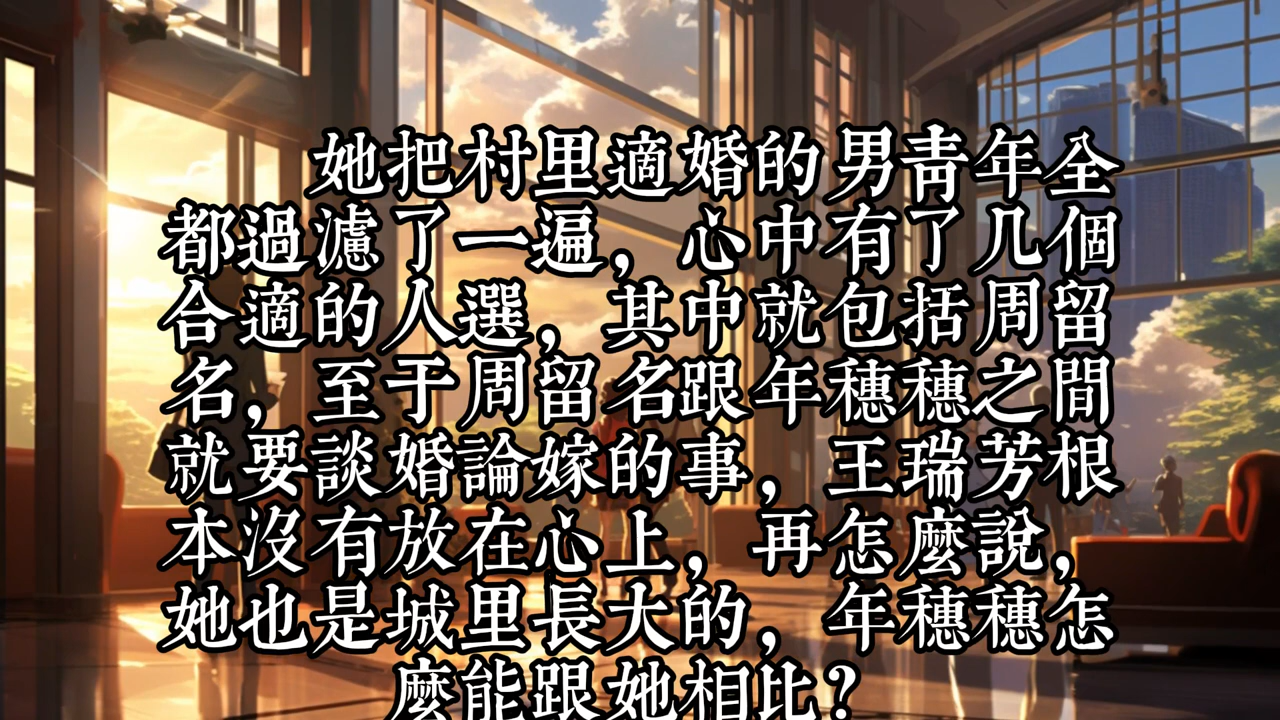 她把村里適婚的男青年全
都過濾了一遍，心中有了几個
合適的人選，其中就包括周留
名，至于周留名跟年穗穗之間
就要談婚論嫁的事，王瑞芳根
本沒有放在心上，再怎麼說，
她也是城里長大的，年穗穗怎
麼能跟她相比？